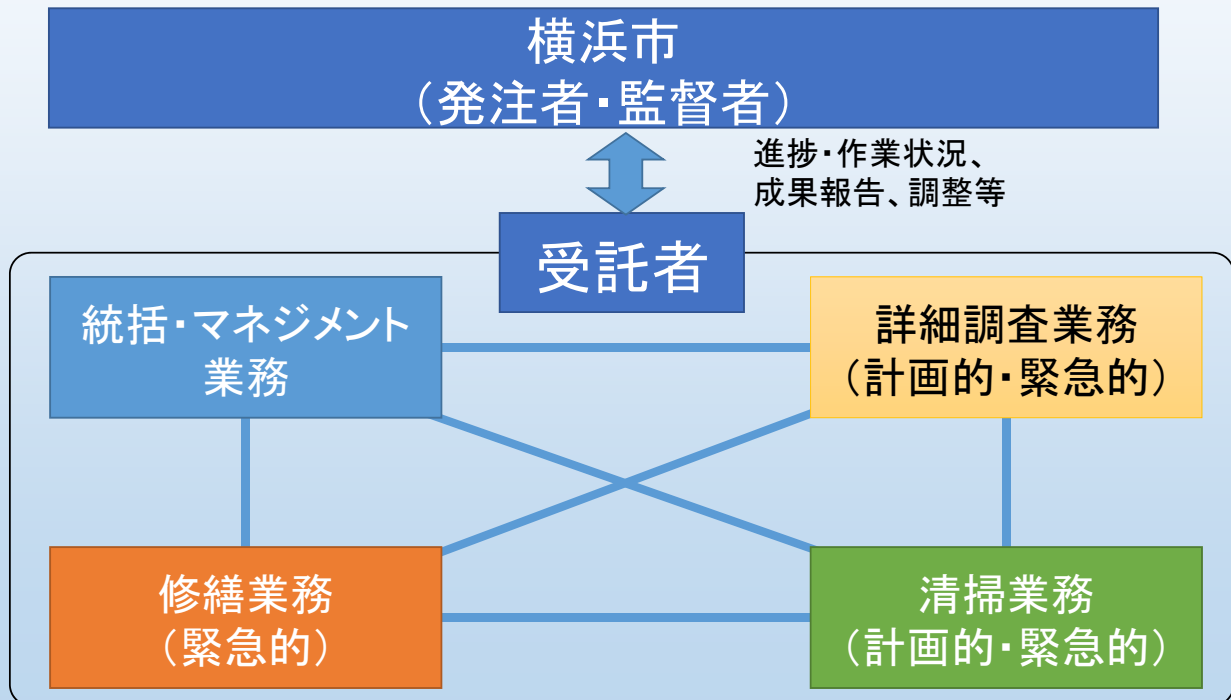 横浜市
（発注者・監督者）
進捗・作業状況、
成果報告、調整等
受託者
統括・マネジメント
業務
詳細調査業務
（計画的・緊急的）
修繕業務
（緊急的）
清掃業務
（計画的・緊急的）